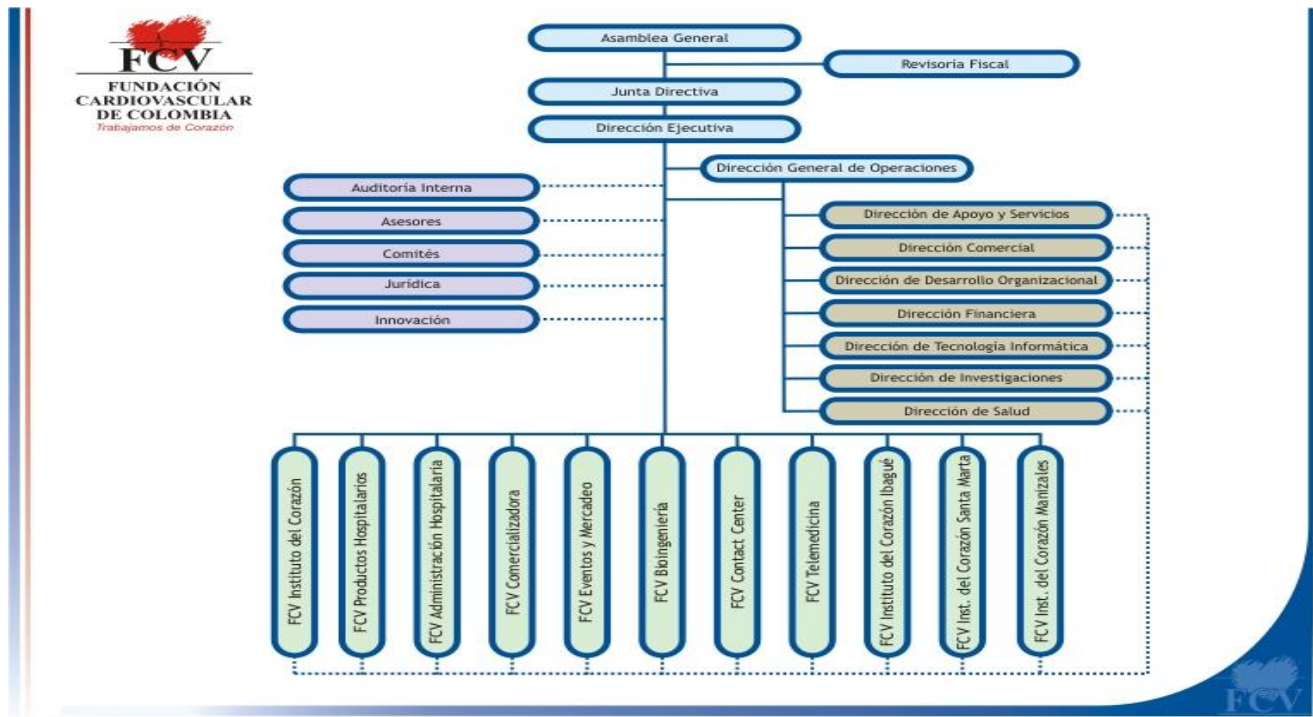 FCV
FUNDACIÓN
CARDIOVASCULAR
DE COLOMBIA
Trabajamos de Corazón
Asamblea General
Revisoría Fiscal
Junta Directiva
Dirección Ejecutiva
Dirección General de Operaciones
Auditoría Interna
Asesores
Comités
Jurídica
Innovación
Dirección de Apoyo y Servicios
Dirección Comercial
Dirección de Desarrollo Organizacional
Dirección Financiera
Dirección de Tecnología Informática
Dirección de Investigaciones
Dirección de Salud
FCV Instituto del Corazón
FCV Productos Hospitalarios
FCV Administración Hospitalaria
FCV Comercializadora
FCV Eventos y Mercadeo
FCV Bioingeniería
FCV Contact Center
FCV Telemedicina
FCV Instituto del Corazón Ibagué
FCV Inst. del Corazón Santa Marta
FCV Inst. del Corazón Manizales
FCV